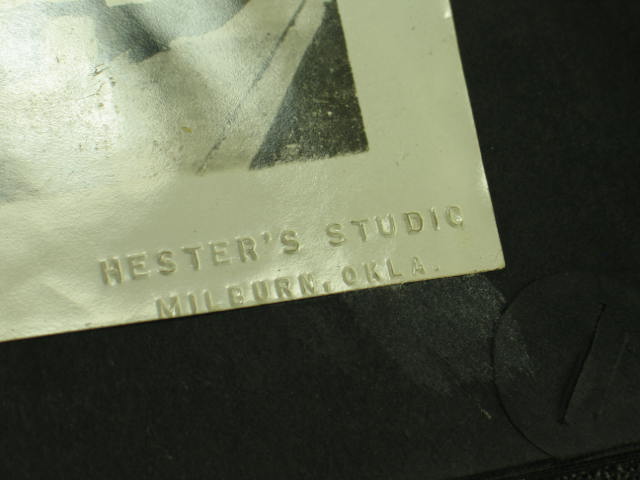 HESTER'S STUDIO
MILBURN, OKLA.